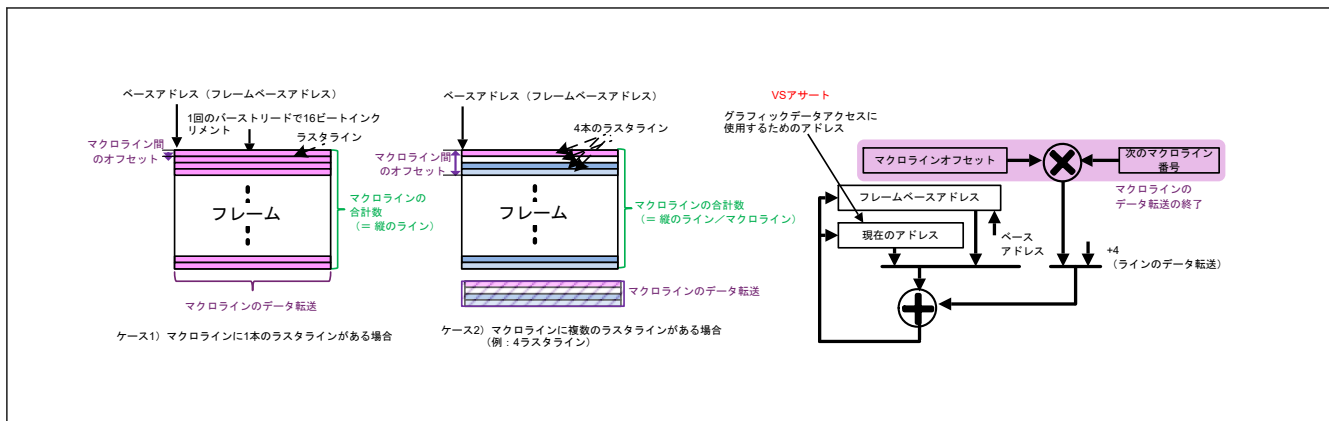 ベースアドレス（フレームベースアドレス）
1回のバーストリードで16ビートインク
リメント
ラスタライン
マクロライン間
のオフセット
フレーム
マクロラインの
合計数
（＝ 縦のライン）
マクロラインのデータ転送
ケース1）マクロラインに1本のラスタラインがある場合
ベースアドレス（フレームベースアドレス）
4本のラスタライン
マクロライン間
のオフセット
フレーム
マクロラインの合計数
（＝ 縦のライン／マクロライン）
マクロラインのデータ転送
ケース2）マクロラインに複数のラスタラインがある場合
（例：4ラスタライン）
VSアサート
グラフィックデータアクセスに
使用するためのアドレス
マクロラインオフセット
次のマクロライン
番号
マクロラインの
データ転送の終了
フレームベースアドレス
現在のアドレス
ベース
アドレス
+4
（ラインのデータ転送）